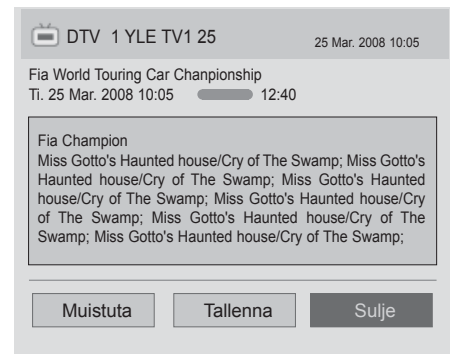 DTV 1 YLE TV1 25 25 Mar. 2008 10:05
Fia World Touring Car Chanpionship
Ti. 25 Mar. 2008 10:05 12:40
Fia Champion
Miss Gotto's Haunted house/Cry of The Swamp; Miss Gotto's
Haunted house/Cry of The Swamp; Miss Gotto's Haunted
house/Cry of The Swamp; Miss Gotto's Haunted house/Cry
of The Swamp; Miss Gotto's Haunted house/Cry of The
Swamp; Miss Gotto's Haunted house/Cry of The Swamp;
Muistuta Tallenna Sulje